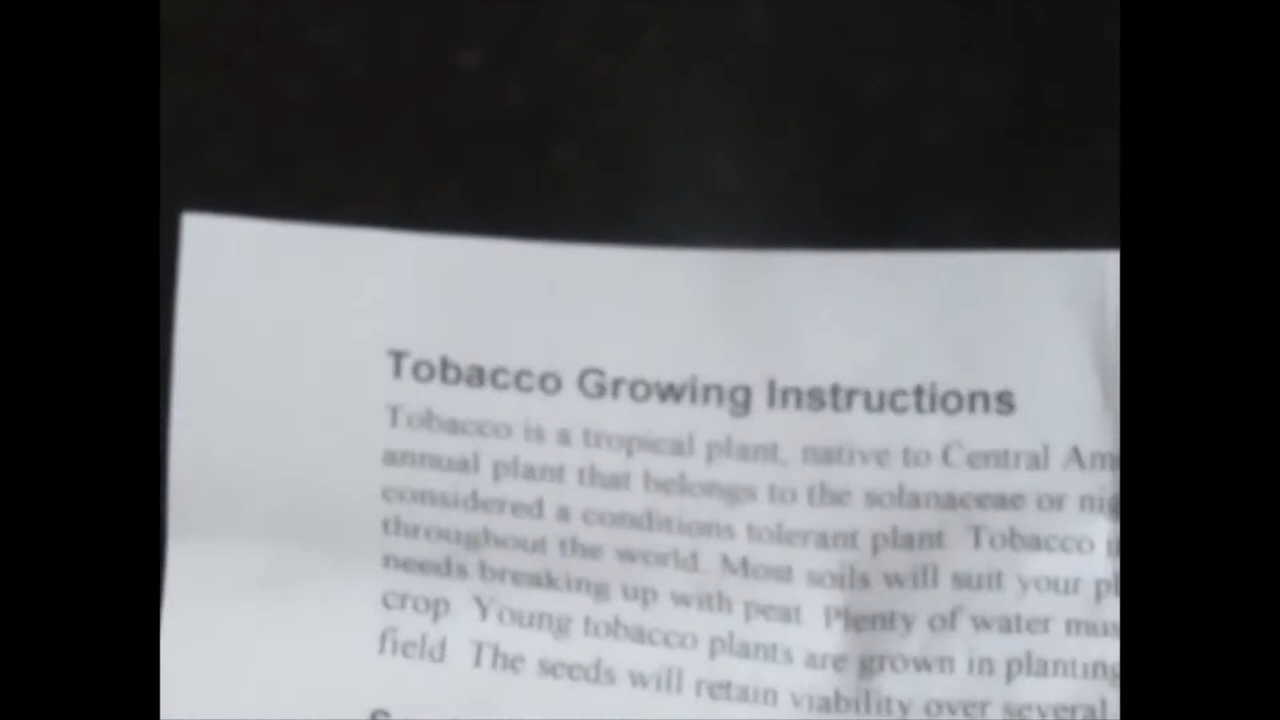 Tobacco Growing Instructions
Tobacco is a tropical plant, native to Central
annual plant that belongs to the solanaceae or
considered a conditions tolerant plant. Tobacco
throughout the world. Most soils will suit your
needs breaking up with peat. Plenty of water
crop. Young tobacco plants are grown in planting
field. The seeds will retain viability over several